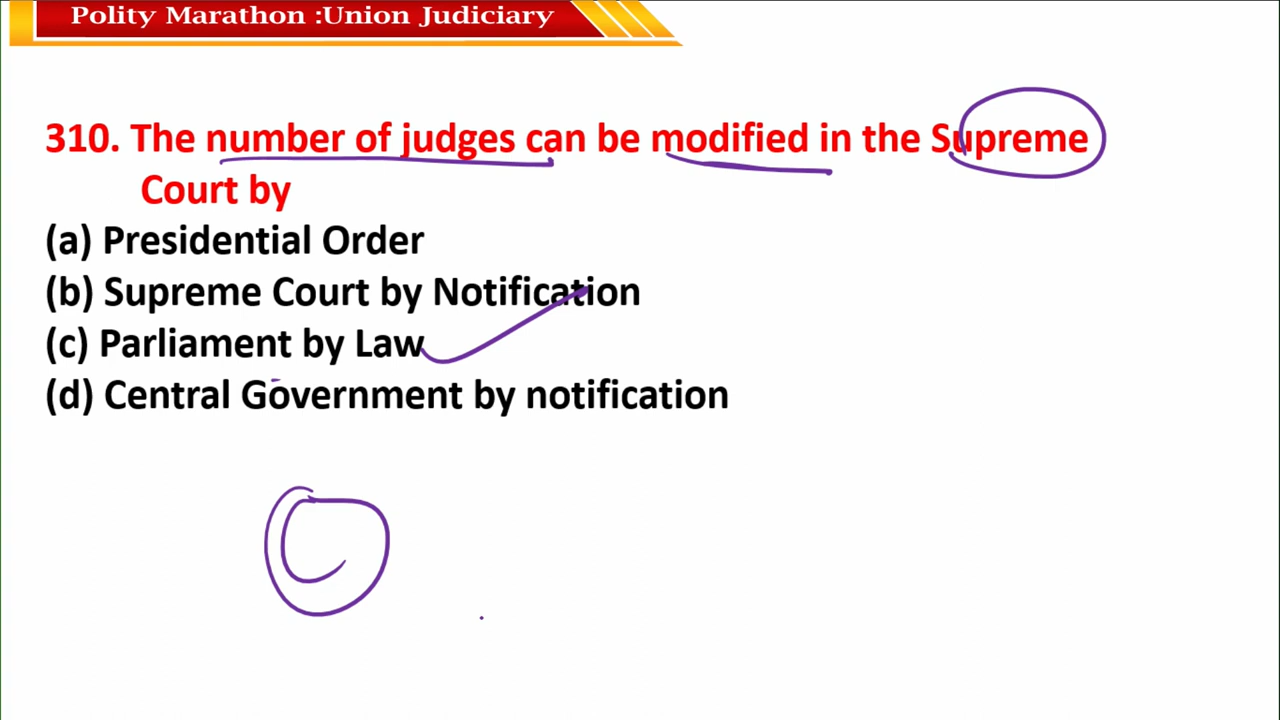 Polity Marathon :Union Judiciary
310. The number of judges can be modified in the Supreme
Court by
(a) Presidential Order
(b) Supreme Court by Notification
(c) Parliament by Law
(d) Central Government by notification
C